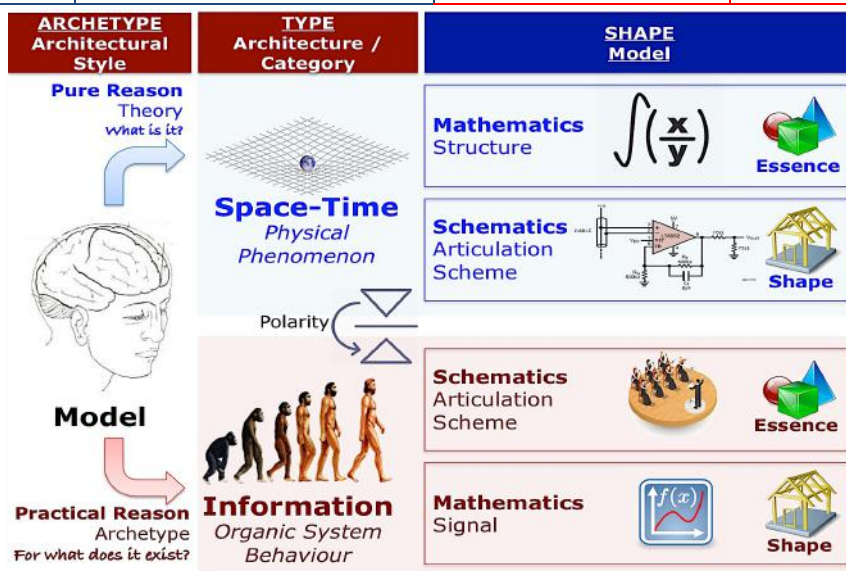 ARCHETYPE
Architectural
Style
TYPE
Architecture /
Category
SHAPE
Model
Pure Reason
Theory
What is it?
Model
Practical Reason
Archetype
For what does it exist?
Space-Time
Physical
Phenomenon
Polarity
Information
Organic System
Behaviour
Mathematics
Structure
∫(x/y)
Essence
Schematics
Articulation
Scheme
CABLE
Shape
Schematics
Articulation
Scheme
Essence
Mathematics
Signal
f(x)
Shape